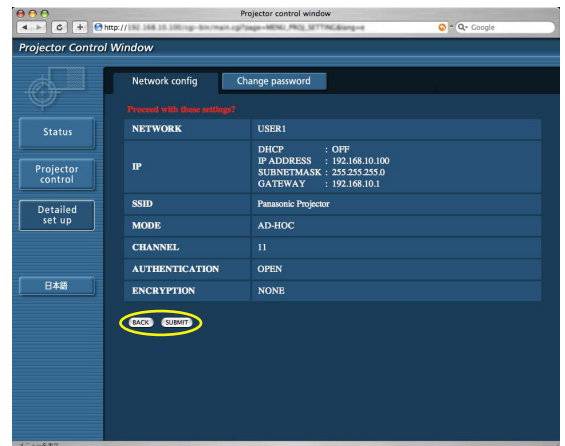 Projector control window
http://
Google
Projector Control Window
Network config
Change password
Proceed with these settings?
Status
Projector
control
Detailed
set up
日本語
NETWORK USER1
IP
DHCP : OFF
IP ADDRESS : 192.168.10.100
SUBNETMASK : 255.255.255.0
GATEWAY : 192.168.10.1
SSID Panasonic Projector
MODE AD-HOC
CHANNEL 11
AUTHENTICATION OPEN
ENCRYPTION NONE
BACK SUBMIT